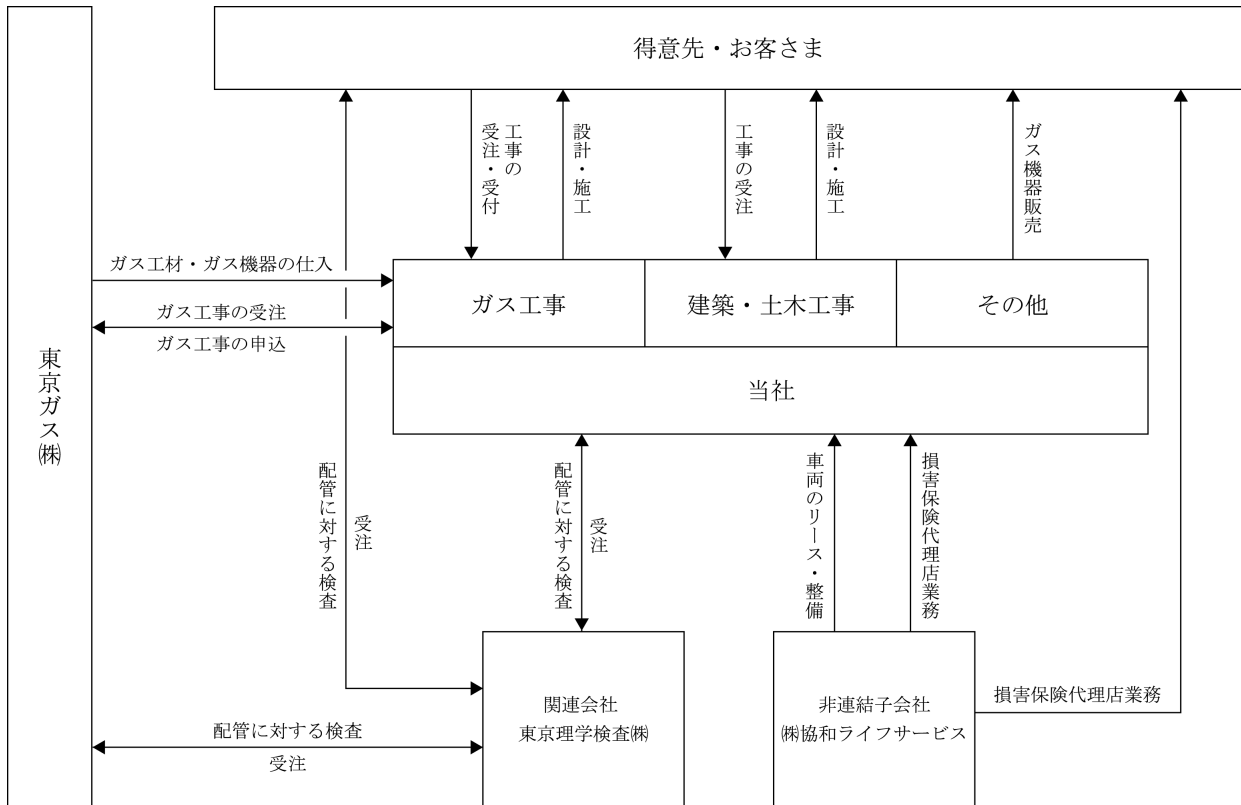 得意先・お客さま
工事の
受注・受付
設計・施工
工事の受注
設計・施工
ガス機器販売
ガス工材・ガス機器の仕入
ガス工事の受注
ガス工事の申込
東京ガス㈱
ガス工事
建築・土木工事
その他
当社
配管に対する検査
受注
配管に対する検査
受注
車両のリース・整備
損害保険代理店業務
関連会社
東京理学検査㈱
非連結子会社
㈱協和ライフサービス
損害保険代理店業務
配管に対する検査
受注